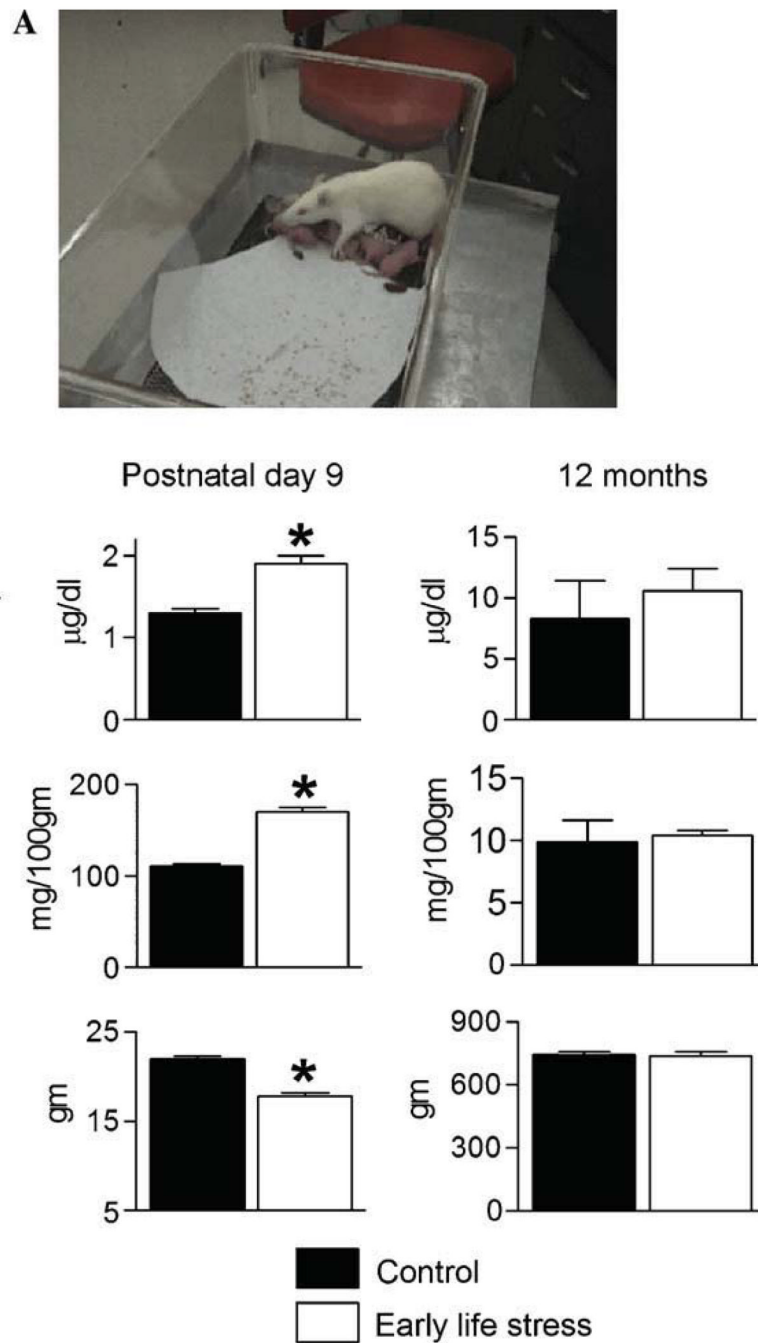 A
Postnatal day 9
12 months
2
1
0
µg/dl
*
15
10
5
0
µg/dl
200
100
0
mg/100gm
*
15
10
5
0
mg/100gm
25
15
5
gm
*
900
600
300
0
gm
Control
Early life stress